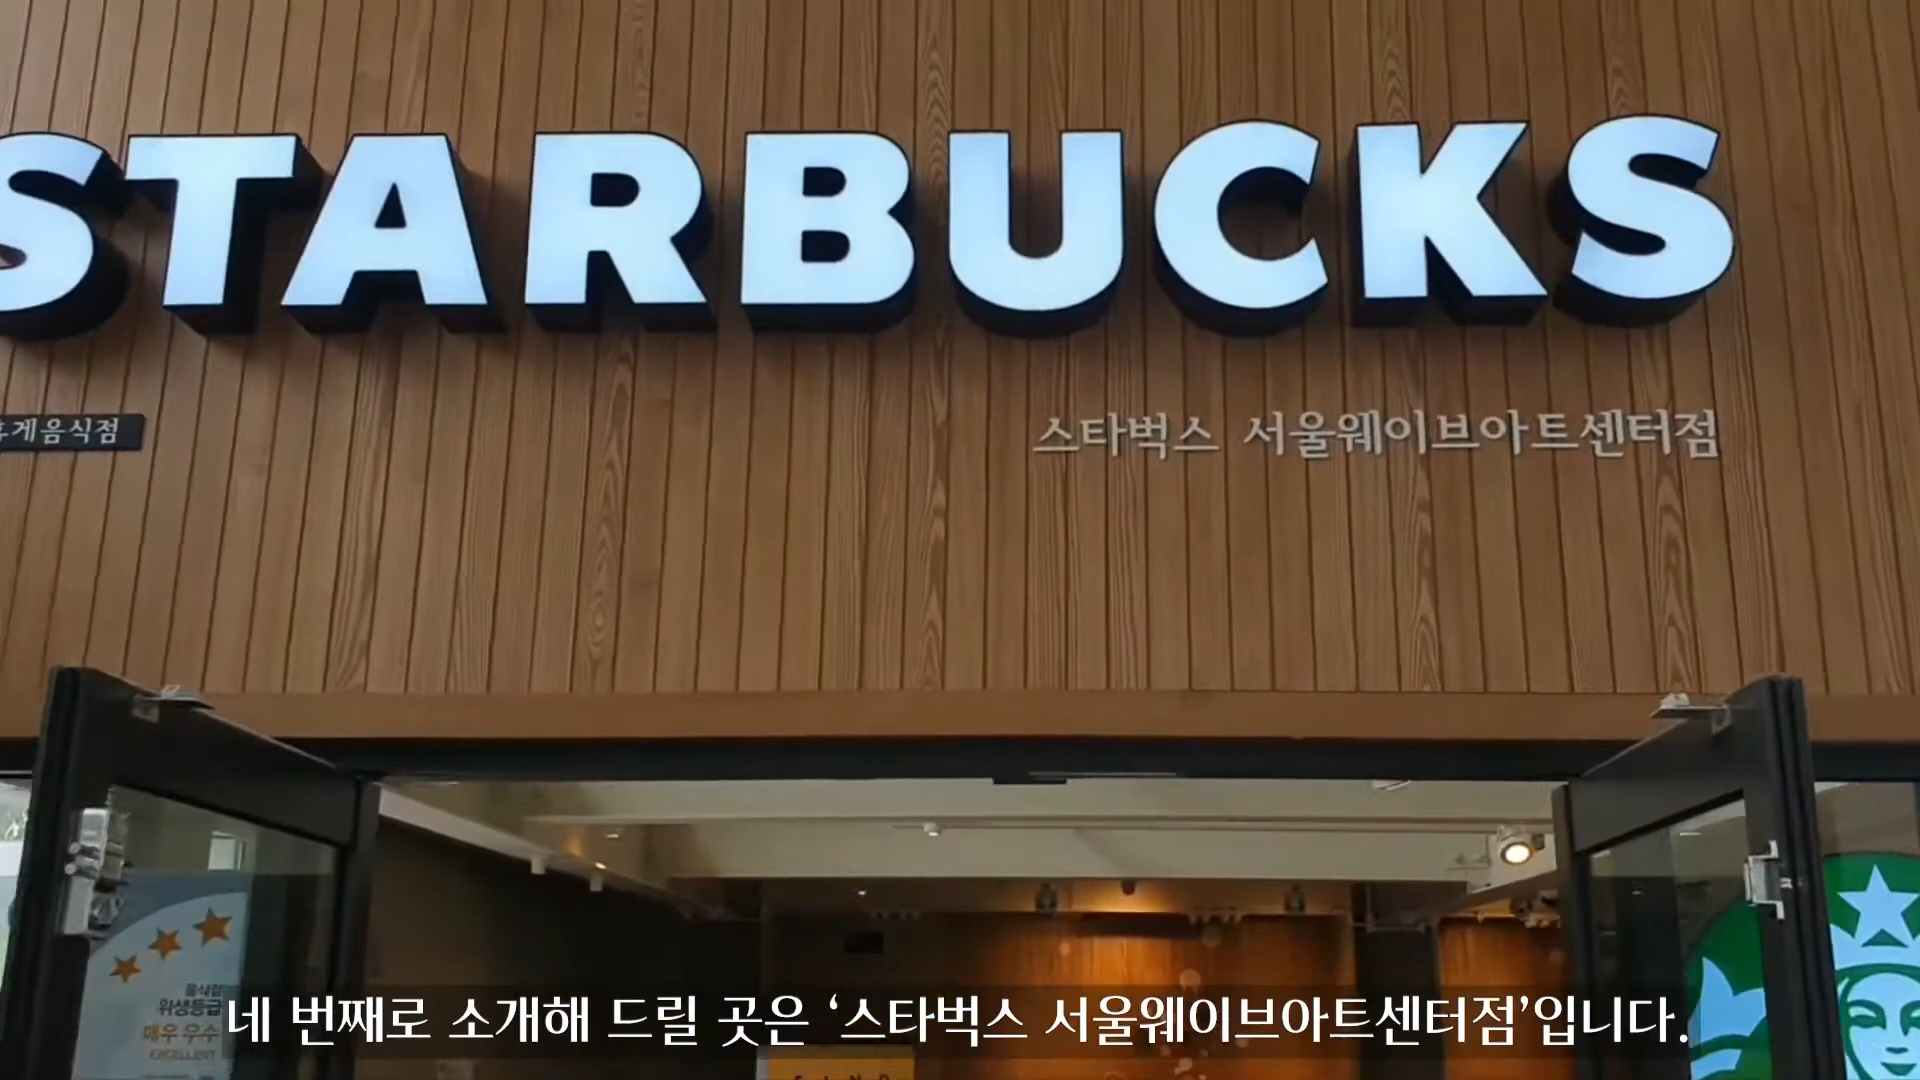 STARBUCKS
휴게음식점
스타벅스 서울웨이브아트센터점
음식점
위생등급
매우 우수
EXCELLENT
네 번째로 소개해 드릴 곳은 ‘스타벅스 서울웨이브아트센터점’입니다.